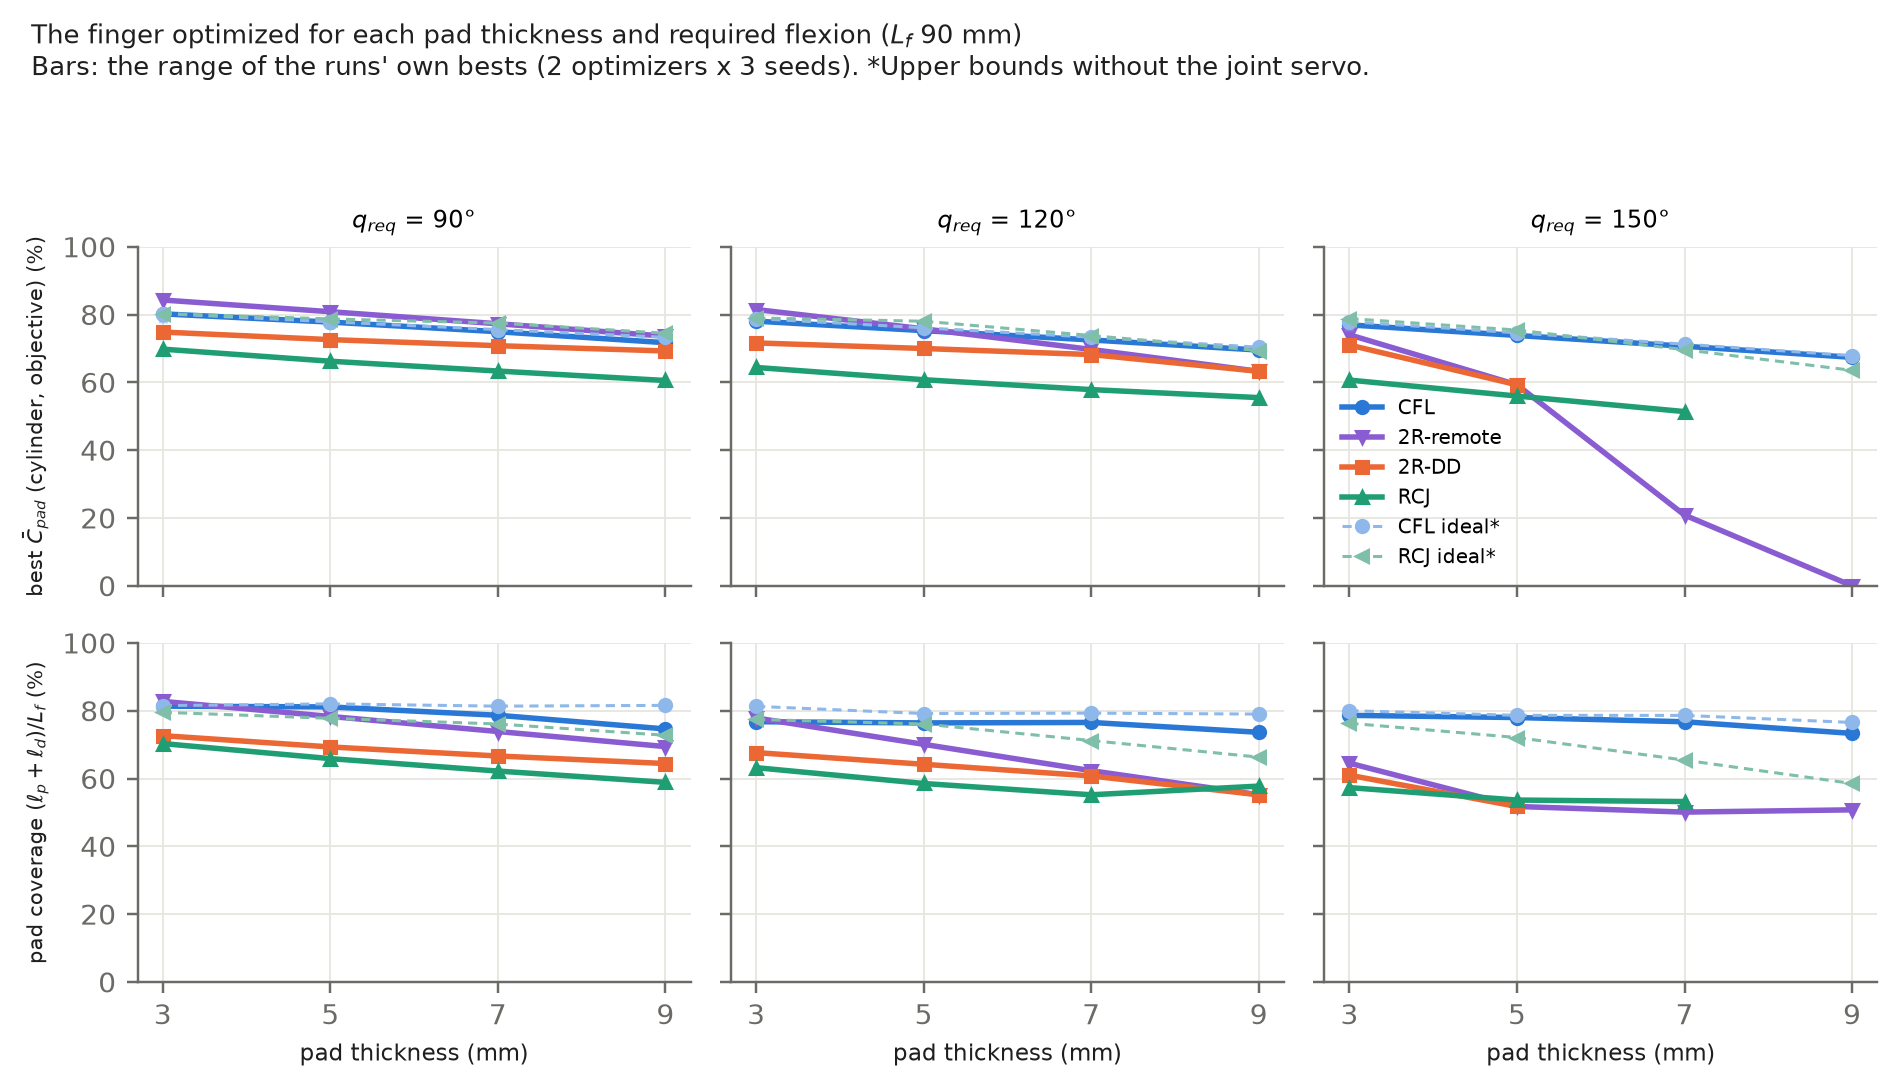 The finger optimized for each pad thickness and required flexion (L_f 90 mm)
Bars: the range of the runs' own bests (2 optimizers x 3 seeds). *Upper bounds without the joint servo.
q_req = 90°
q_req = 120°
q_req = 150°
best C̄_pad (cylinder, objective) (%)
100
80
60
40
20
0
CFL
2R-remote
2R-DD
RCJ
CFL ideal*
RCJ ideal*
pad coverage (ℓ_p + ℓ_d)/L_f (%)
100
80
60
40
20
0
3 5 7 9
3 5 7 9
3 5 7 9
pad thickness (mm)
pad thickness (mm)
pad thickness (mm)